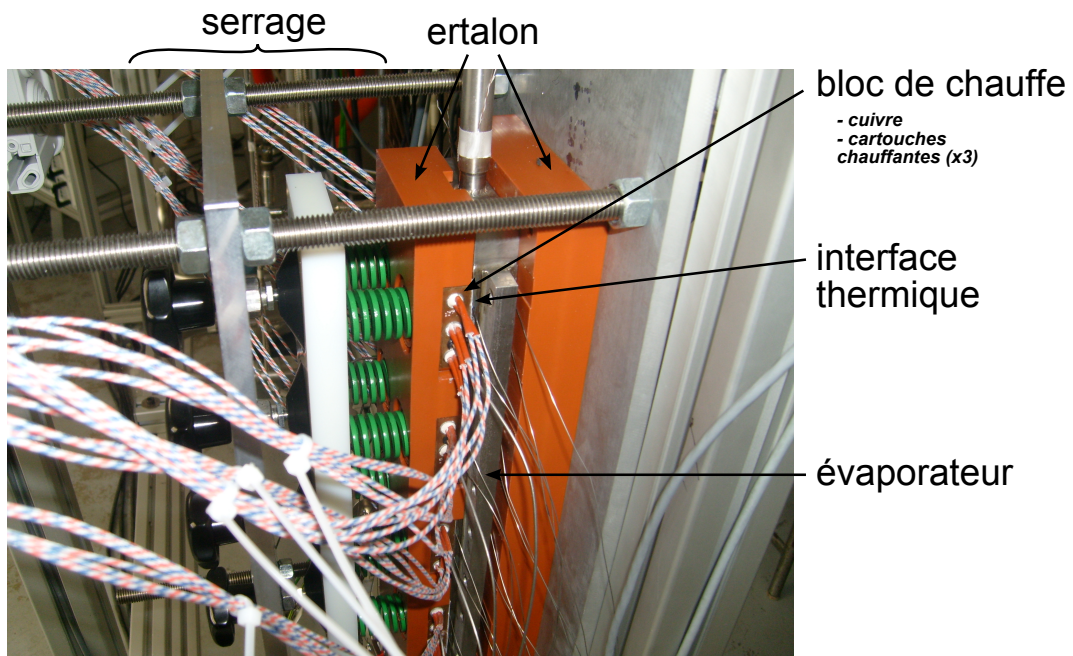 serrage
ertalon
bloc de chauffe
- cuivre
- cartouches
chauffantes (x3)
interface
thermique
évaporateur